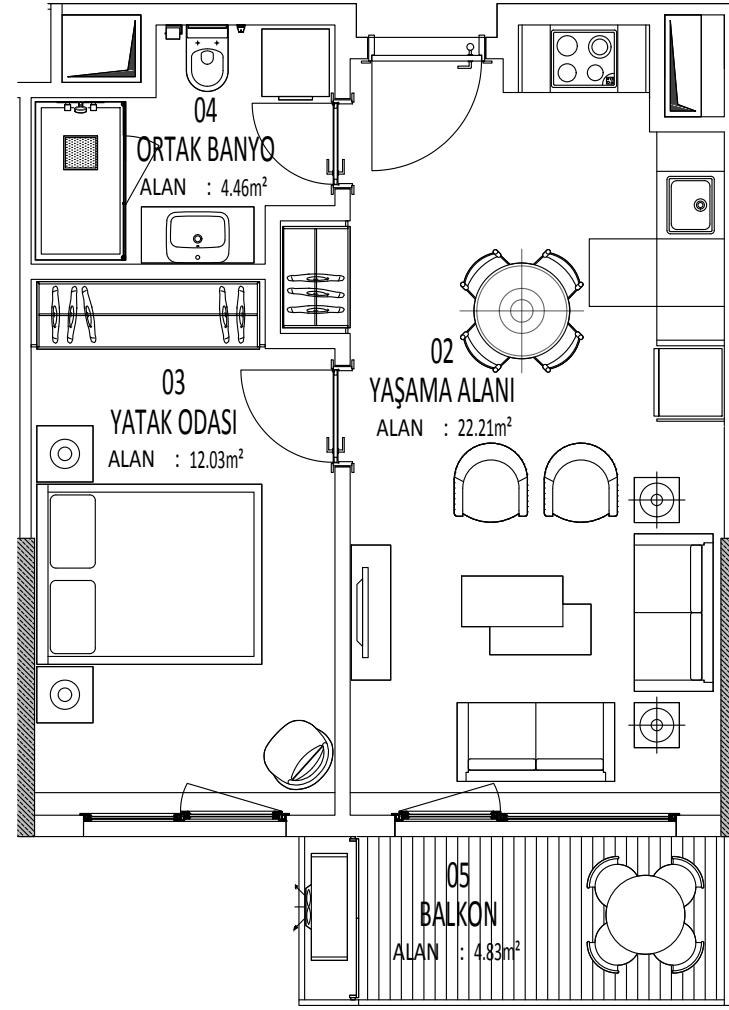 04
ORTAK BANYO
ALAN : 4.46m²
02
YAŞAMA ALANI
ALAN : 22.21m²
03
YATAK ODASI
ALAN : 12.03m²
05
BALKON
ALAN : 4.83m²